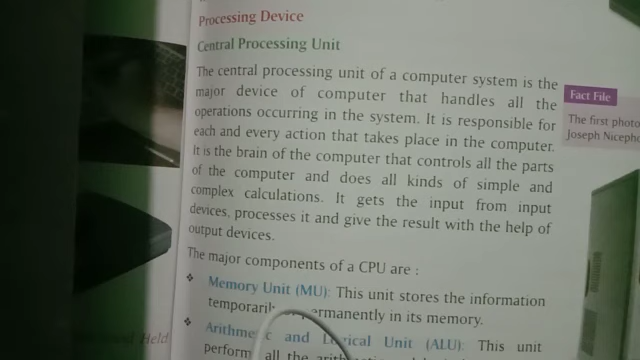 Processing Device
Central Processing Unit
The central processing unit of a computer system is the
major device of computer that handles all the
operations occurring in the system. It is responsible for
each and every action that takes place in the computer.
It is the brain of the computer that controls all the parts
of the computer and does all kinds of simple and
complex calculations. It gets the input from input
devices, processes it and give the result with the help of
output devices.
The major components of a CPU are :
Memory Unit (MU): This unit stores the information
permanently in its memory.
and Unit (ALU): This unit
perform all the
Fact File
The first
Joseph
Held